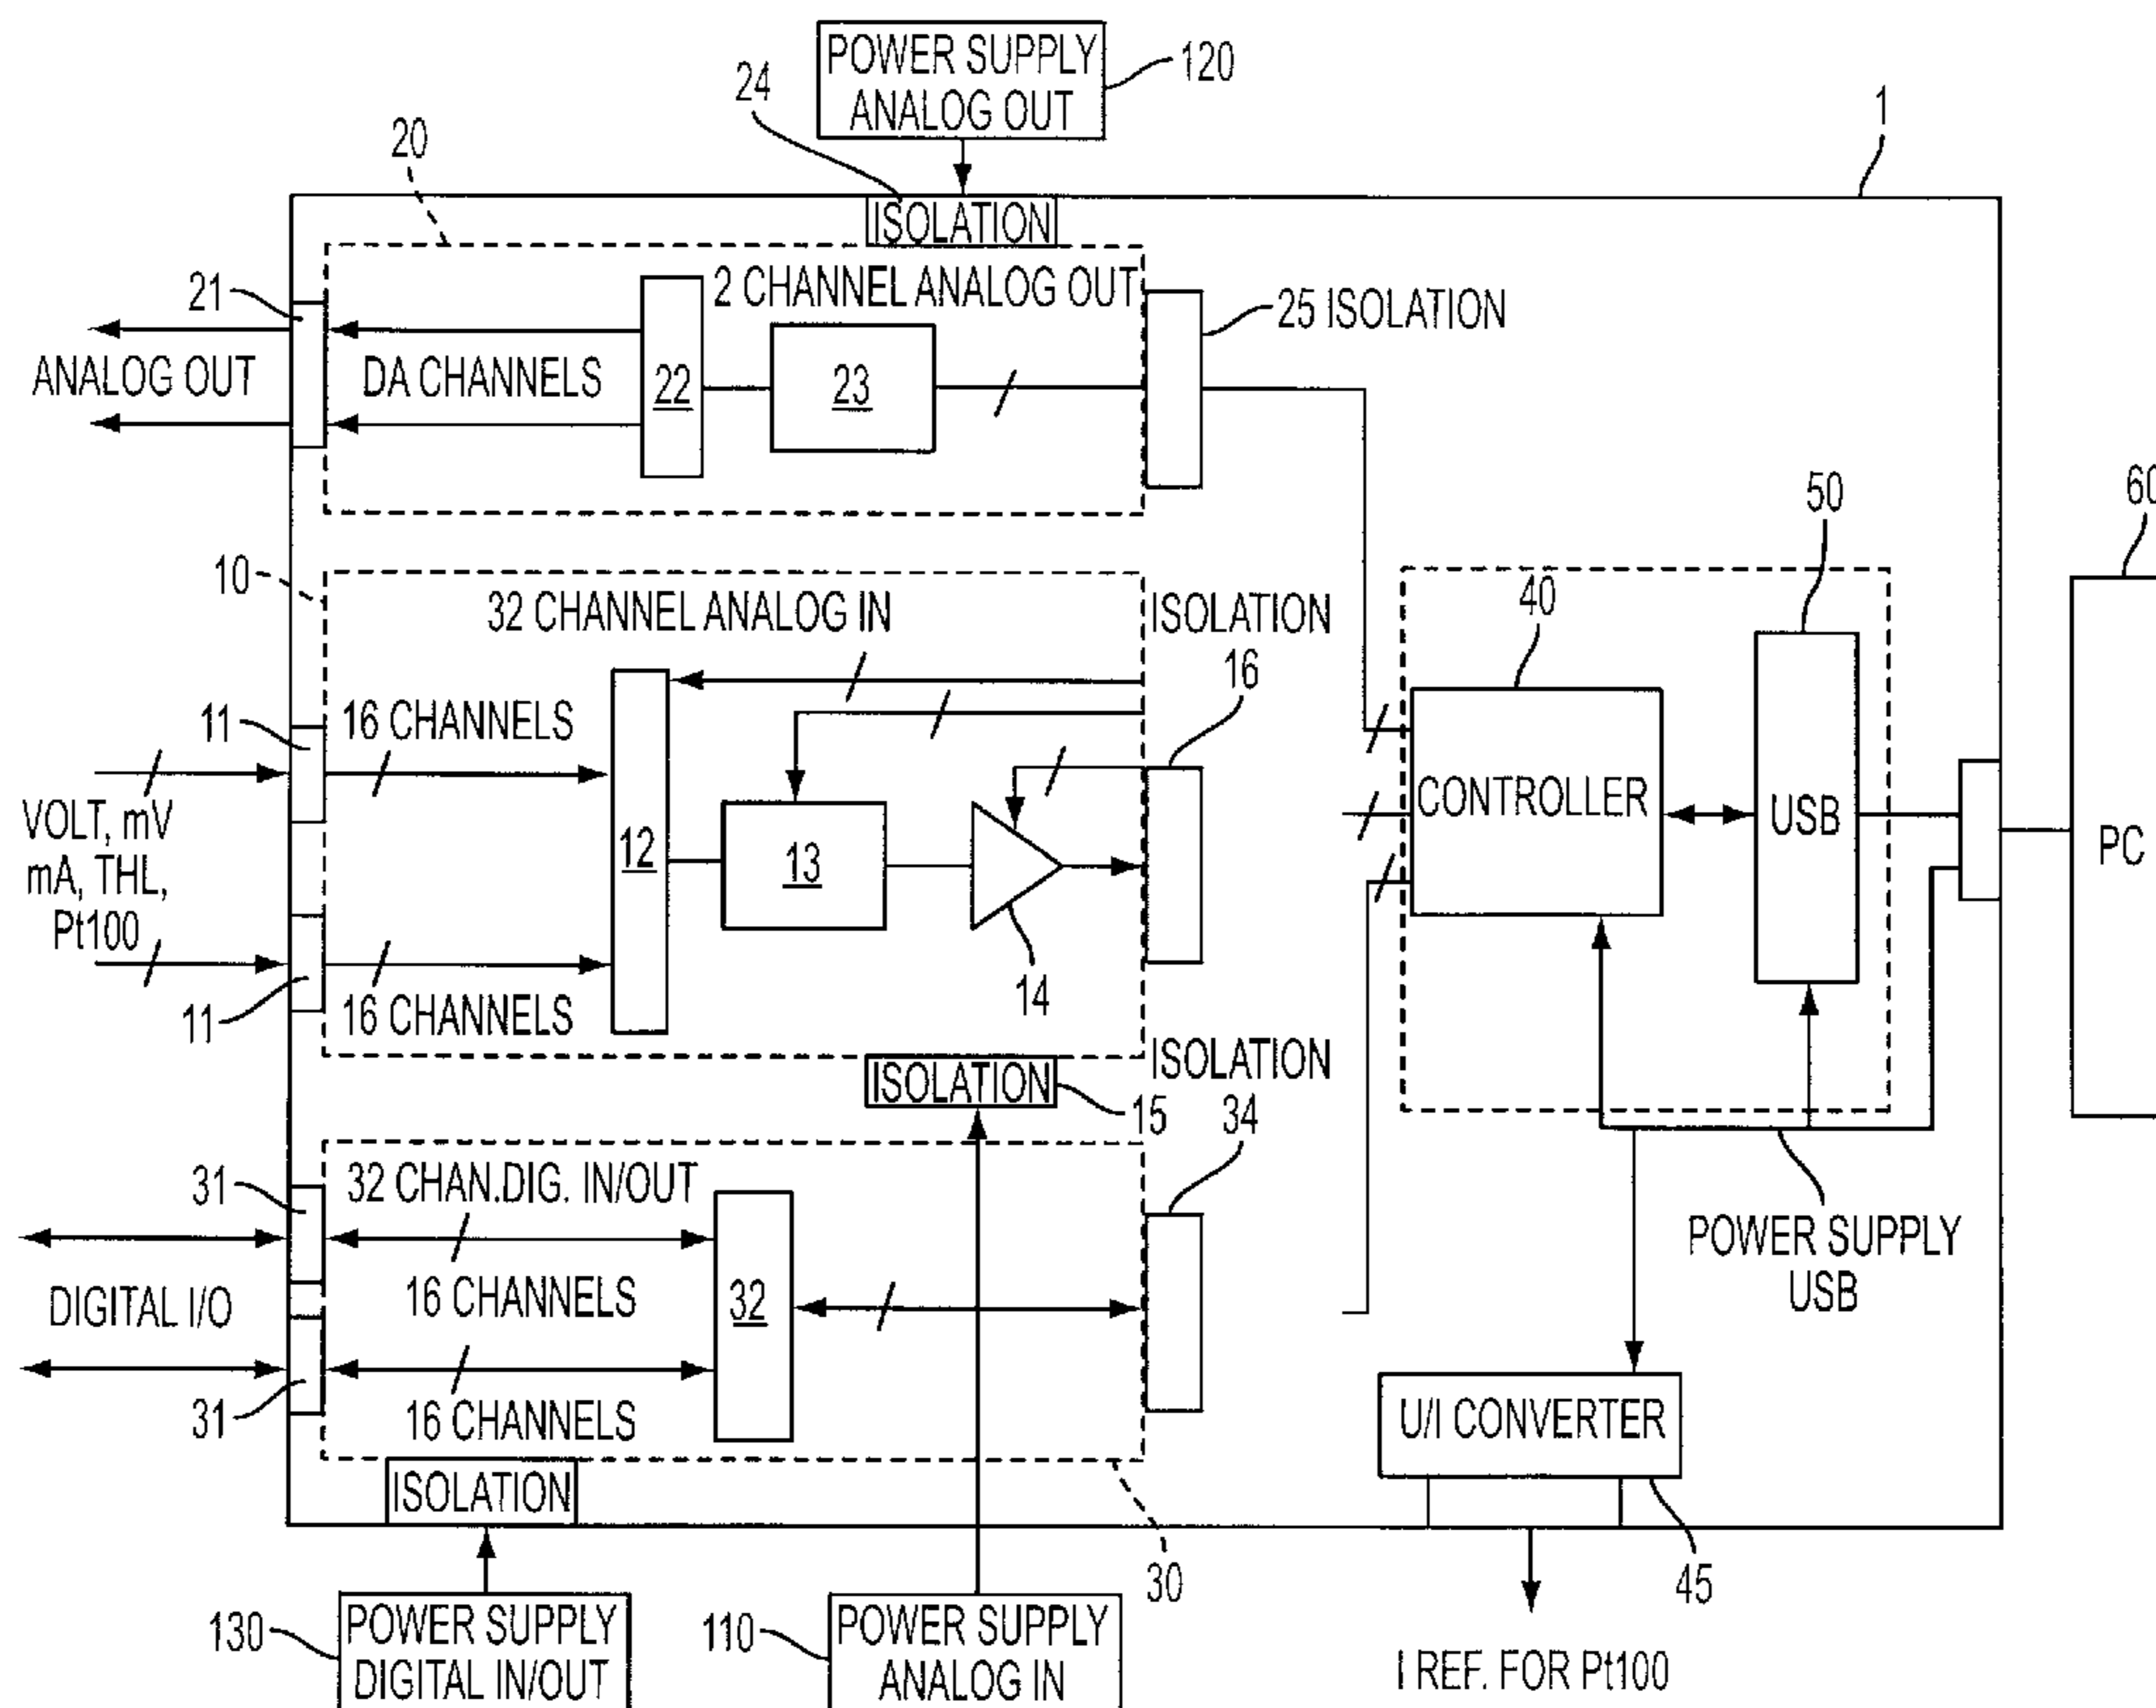 POWER SUPPLY
ANALOG OUT
120
24
1
20
ISOLATION
21
2 CHANNEL ANALOG OUT
25 ISOLATION
ANALOG OUT
DA CHANNELS
22
23
60
50
10
32 CHANNEL ANALOG IN
ISOLATION
16
40
11
16 CHANNELS
VOLT, mV
mA, THL,
Pt100
12
13
14
CONTROLLER
USB
PC
11
16 CHANNELS
ISOLATION
15
ISOLATION
34
31
32 CHAN.DIG. IN/OUT
16 CHANNELS
DIGITAL I/O
32
31
16 CHANNELS
POWER SUPPLY
USB
U/I CONVERTER
ISOLATION
30
45
130
POWER SUPPLY
DIGITAL IN/OUT
110
POWER SUPPLY
ANALOG IN
I REF. FOR Pt100